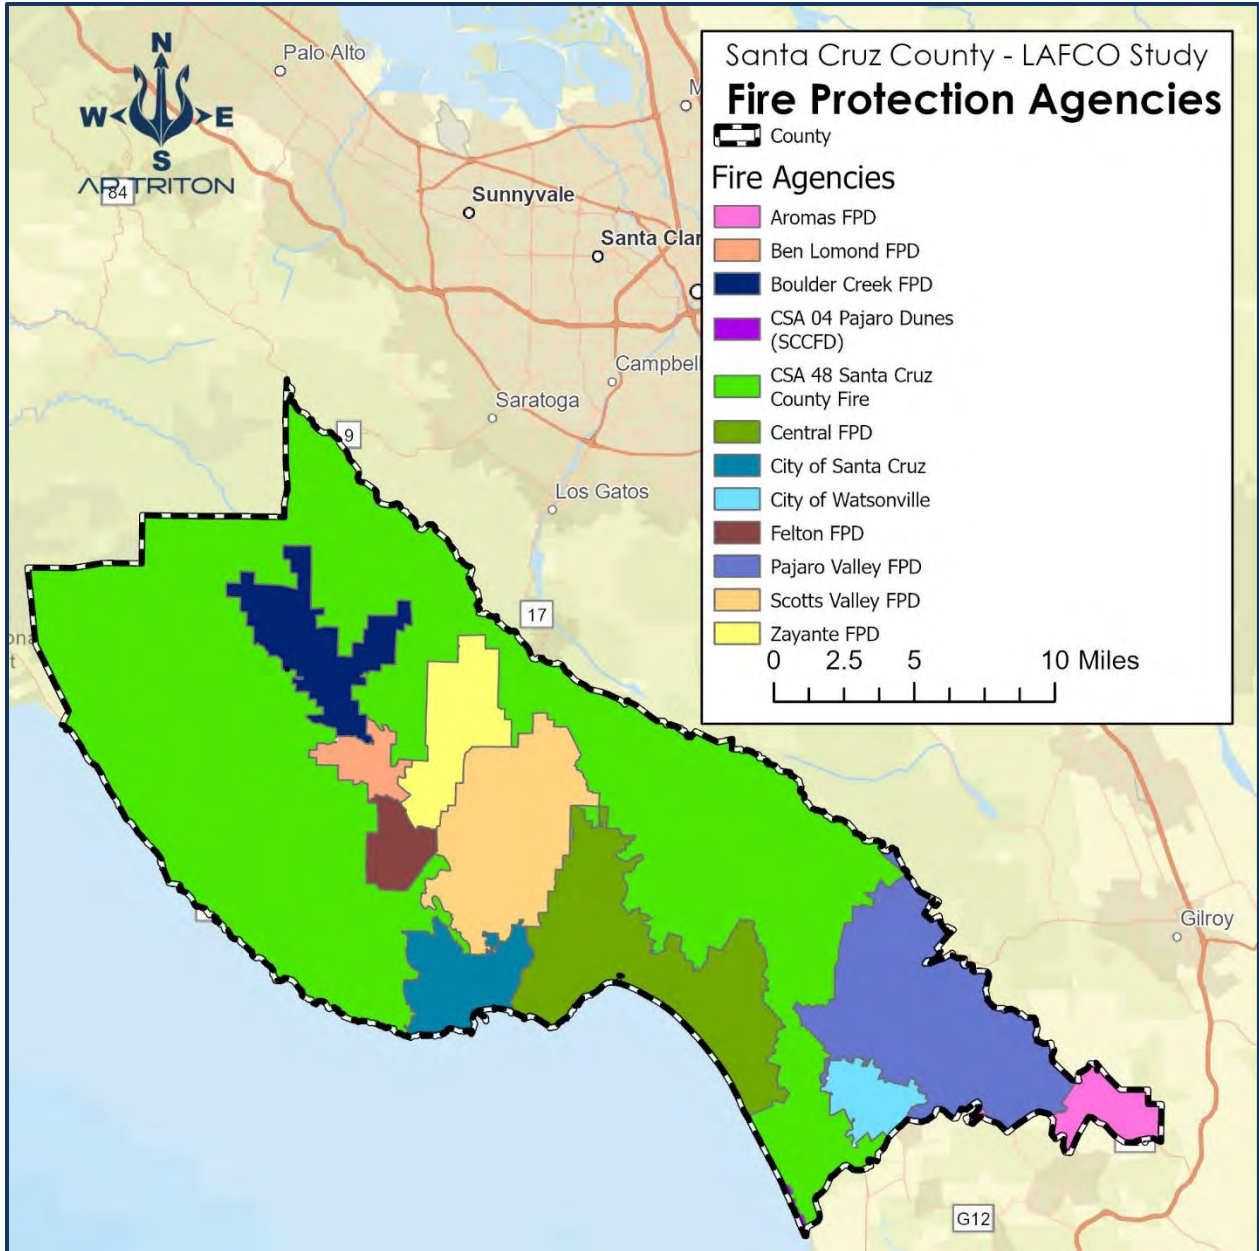 N
W
E
S
AP TRITON
Palo Alto
84
Sunnyvale
Santa Clar
M
Campbell
Saratoga
9
Los Gatos
17
Gilroy
G12
Santa Cruz County - LAFCO Study
Fire Protection Agencies
County
Fire Agencies
Aromas FPD
Ben Lomond FPD
Boulder Creek FPD
CSA 04 Pajaro Dunes
(SCCFD)
CSA 48 Santa Cruz
County Fire
Central FPD
City of Santa Cruz
City of Watsonville
Felton FPD
Pajaro Valley FPD
Scotts Valley FPD
Zayante FPD
0 2.5 5 10 Miles